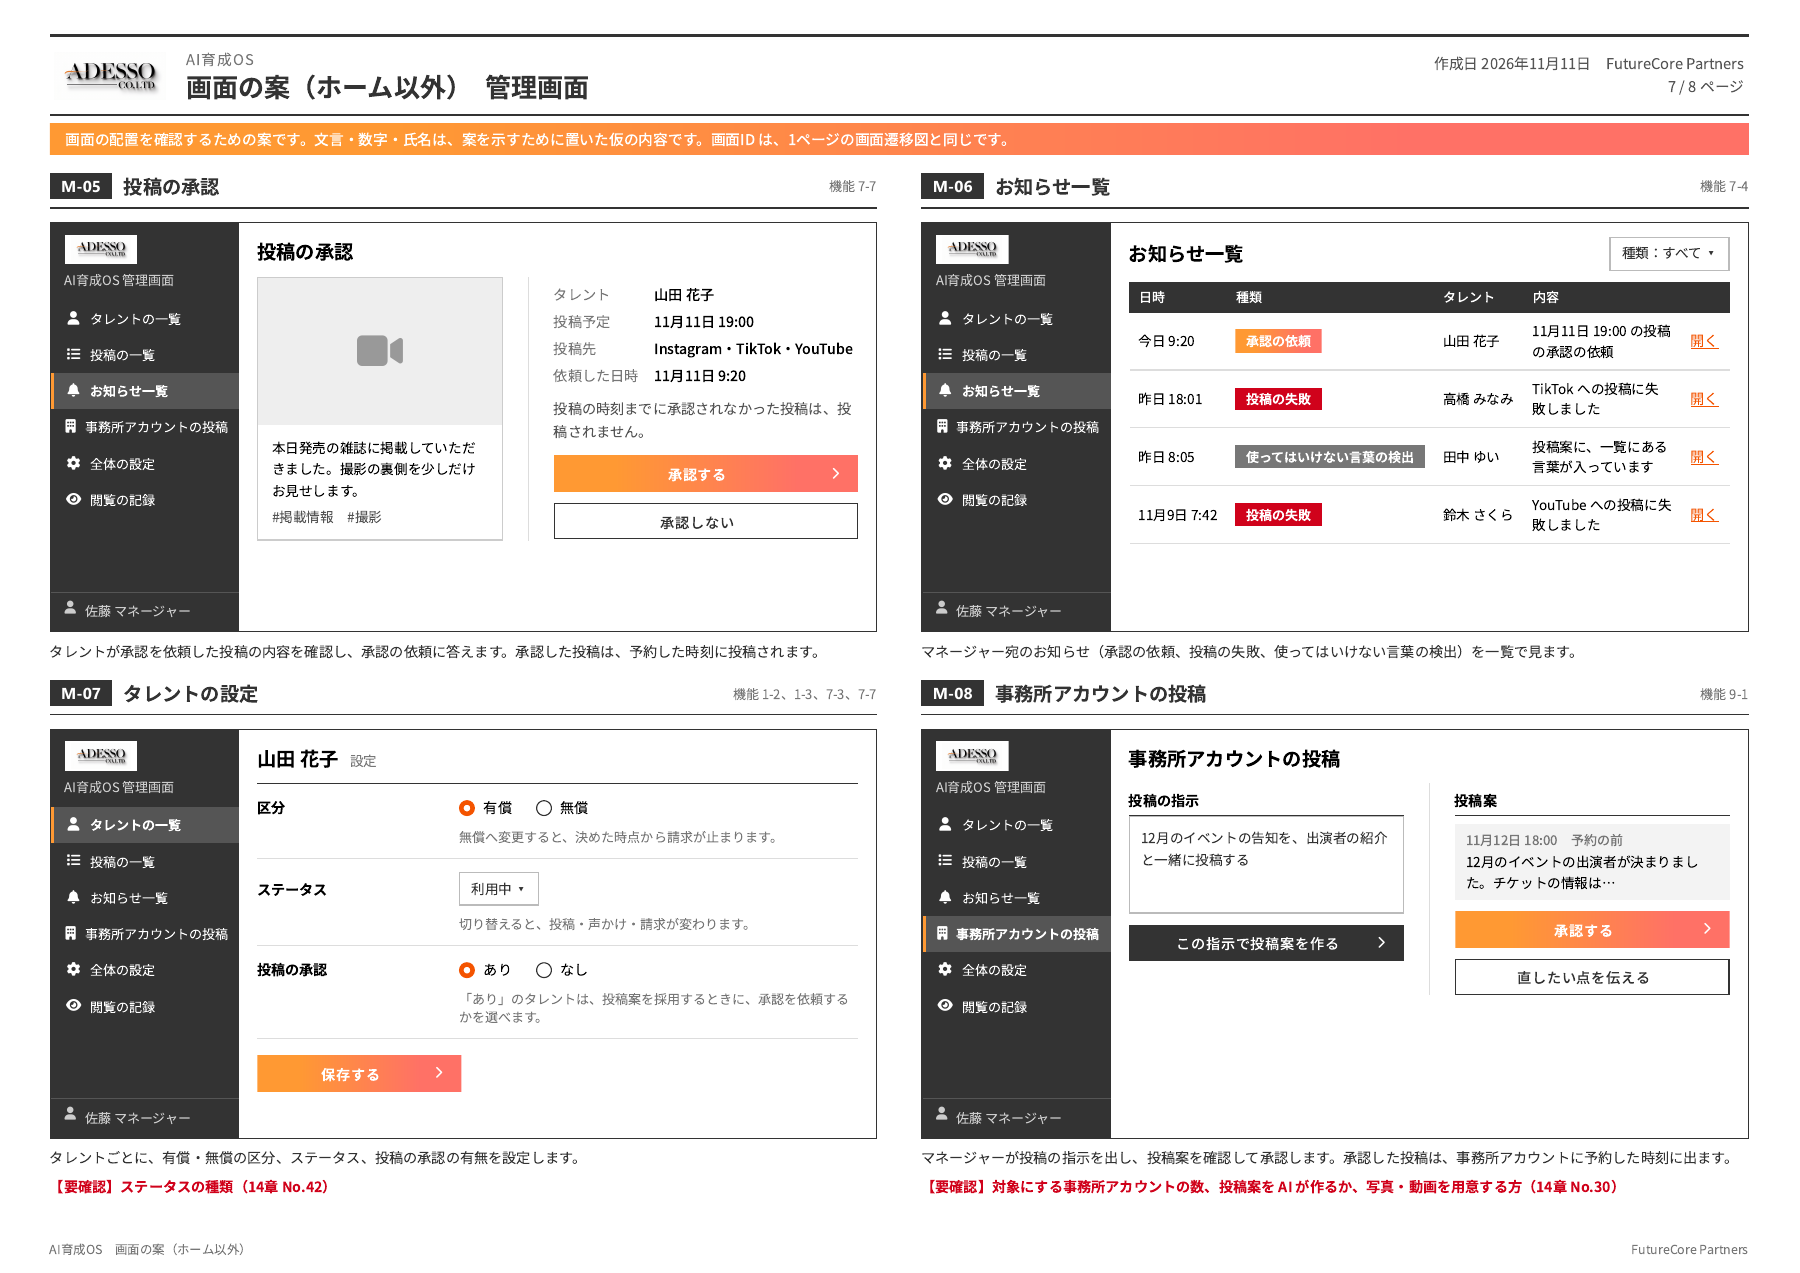 ADESSO
CO.,LTD.
AI育成OS
画面の案（ホーム以外） 管理画面
作成日 2026年11月11日 FutureCore Partners
7 / 8 ページ
画面の配置を確認するための案です。文言・数字・氏名は、案を示すために置いた仮の内容です。画面ID は、1ページの画面遷移図と同じです。
M-05 投稿の承認 機能 7-7
ADESSO
CO.,LTD.
AI育成OS 管理画面
タレントの一覧
投稿の一覧
お知らせ一覧
事務所アカウントの投稿
全体の設定
閲覧の記録
佐藤 マネージャー
投稿の承認
本日発売の雑誌に掲載していただ
きました。撮影の裏側を少しだけ
お見せします。
#掲載情報 #撮影
タレント 山田 花子
投稿予定 11月11日 19:00
投稿先 Instagram・TikTok・YouTube
依頼した日時 11月11日 9:20
投稿の時刻までに承認されなかった投稿は、投
稿されません。
承認する
承認しない
タレントが承認を依頼した投稿の内容を確認し、承認の依頼に答えます。承認した投稿は、予約した時刻に投稿されます。
M-06 お知らせ一覧 機能 7-4
ADESSO
CO.,LTD.
AI育成OS 管理画面
タレントの一覧
投稿の一覧
お知らせ一覧
事務所アカウントの投稿
全体の設定
閲覧の記録
佐藤 マネージャー
お知らせ一覧
種類：すべて ▾
日時 種類 タレント 内容
今日 9:20 承認の依頼 山田 花子 11月11日 19:00 の投稿
の承認の依頼 開く
昨日 18:01 投稿の失敗 高橋 みなみ TikTok への投稿に失
敗しました 開く
昨日 8:05 使ってはいけない言葉の検出 田中 ゆい 投稿案に、一覧にある
言葉が入っています 開く
11月9日 7:42 投稿の失敗 鈴木 さくら YouTube への投稿に失
敗しました 開く
マネージャー宛のお知らせ（承認の依頼、投稿の失敗、使ってはいけない言葉の検出）を一覧で見ます。
M-07 タレントの設定 機能 1-2、1-3、7-3、7-7
ADESSO
CO.,LTD.
AI育成OS 管理画面
タレントの一覧
投稿の一覧
お知らせ一覧
事務所アカウントの投稿
全体の設定
閲覧の記録
佐藤 マネージャー
山田 花子 設定
区分 有償 無償
無償へ変更すると、決めた時点から請求が止まります。
ステータス 利用中 ▾
切り替えると、投稿・声かけ・請求が変わります。
投稿の承認 あり なし
「あり」のタレントは、投稿案を採用するときに、承認を依頼する
かを選べます。
保存する
タレントごとに、有償・無償の区分、ステータス、投稿の承認の有無を設定します。
【要確認】ステータスの種類（14章 No.42）
M-08 事務所アカウントの投稿 機能 9-1
ADESSO
CO.,LTD.
AI育成OS 管理画面
タレントの一覧
投稿の一覧
お知らせ一覧
事務所アカウントの投稿
全体の設定
閲覧の記録
佐藤 マネージャー
事務所アカウントの投稿
投稿の指示
12月のイベントの告知を、出演者の紹介
と一緒に投稿する
この指示で投稿案を作る
投稿案
11月12日 18:00 予約の前
12月のイベントの出演者が決まりまし
た。チケットの情報は…
承認する
直したい点を伝える
マネージャーが投稿の指示を出し、投稿案を確認して承認します。承認した投稿は、事務所アカウントに予約した時刻に出ます。
【要確認】対象にする事務所アカウントの数、投稿案を AI が作るか、写真・動画を用意する方（14章 No.30）
AI育成OS 画面の案（ホーム以外）
FutureCore Partners